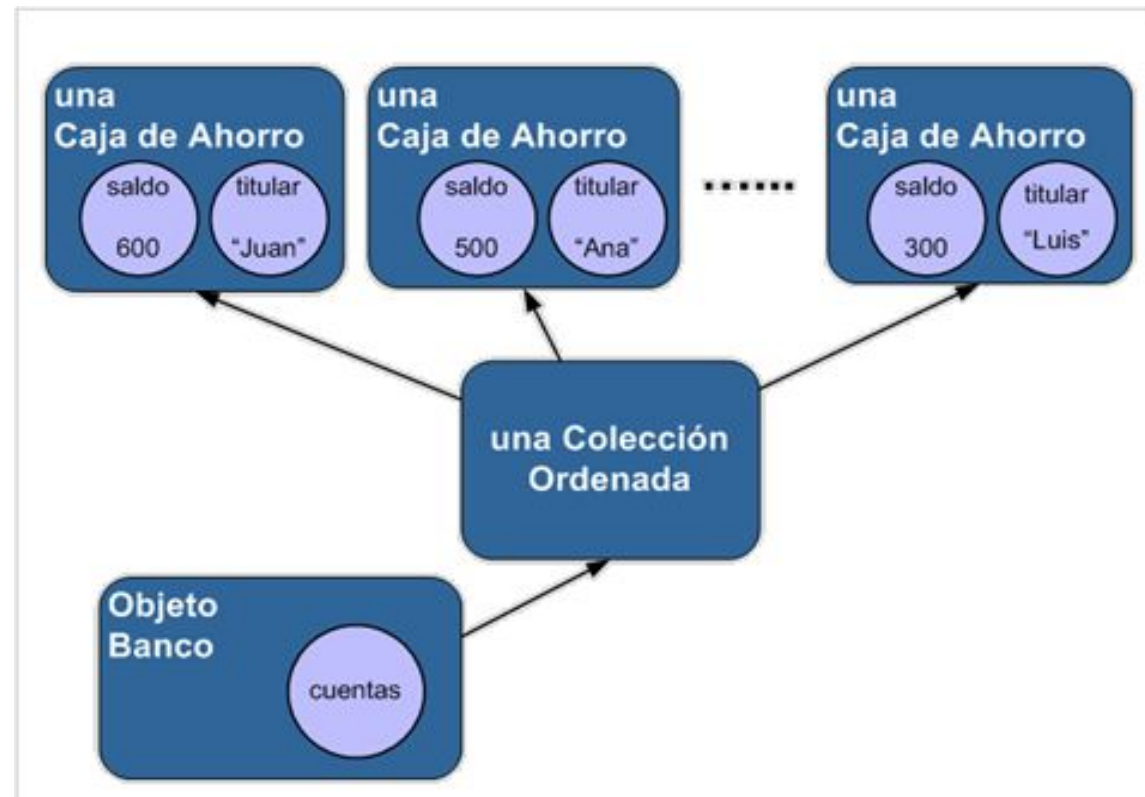 una
Caja de Ahorro
saldo
600
titular
“Juan”
una
Caja de Ahorro
saldo
500
titular
“Ana”
una
Caja de Ahorro
saldo
300
titular
“Luis”
una Colección
Ordenada
Objeto
Banco
cuentas